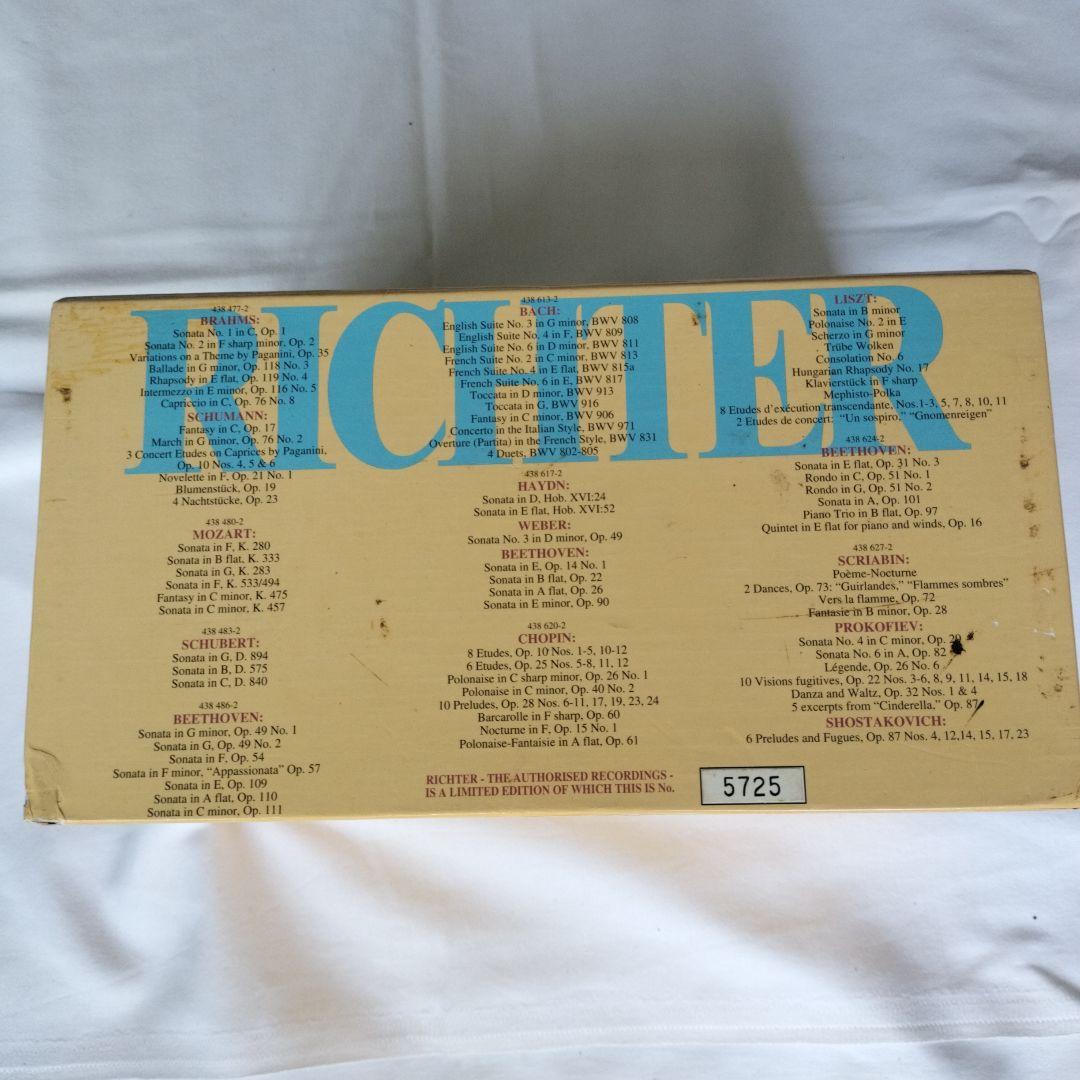 RICHTER
438 477-2
BRAHMS:
Sonata No. 1 in C, Op. 1
Sonata No. 2 in F sharp minor, Op. 2
Variations on a Theme by Paganini, Op. 35
Ballade in G minor, Op. 118 No. 3
Rhapsody in E flat, Op. 119 No. 4
Intermezzo in E minor, Op. 116 No. 5
Capriccio in C, Op. 76 No. 8
SCHUMANN:
Fantasy in C, Op. 17
March in G minor, Op. 76 No. 2
3 Concert Etudes on Caprices by Paganini,
Op. 10 Nos. 4, 5 & 6
Novelette in F, Op. 21 No. 1
Blumenstück, Op. 19
4 Nachtstücke, Op. 23
438 480-2
MOZART:
Sonata in F, K. 280
Sonata in B flat, K. 333
Sonata in G, K. 283
Sonata in F, K. 533/494
Fantasy in C minor, K. 475
Sonata in C minor, K. 457
438 483-2
SCHUBERT:
Sonata in G, D. 894
Sonata in B, D. 575
Sonata in C, D. 840
438 486-2
BEETHOVEN:
Sonata in G minor, Op. 49 No. 1
Sonata in G, Op. 49 No. 2
Sonata in F, Op. 54
Sonata in F minor, "Appassionata" Op. 57
Sonata in E, Op. 109
Sonata in A flat, Op. 110
Sonata in C minor, Op. 111
438 613-2
BACH:
English Suite No. 3 in G minor, BWV 808
English Suite No. 4 in F, BWV 809
English Suite No. 6 in D minor, BWV 811
French Suite No. 2 in C minor, BWV 813
French Suite No. 4 in E flat, BWV 815a
French Suite No. 6 in E, BWV 817
Toccata in D minor, BWV 913
Toccata in G, BWV 916
Fantasy in C minor, BWV 906
Concerto in the Italian Style, BWV 971
Overture (Partita) in the French Style, BWV 831
4 Duets, BWV 802-805
438 617-2
HAYDN:
Sonata in D, Hob. XVI:24
Sonata in E flat, Hob. XVI:52
WEBER:
Sonata No. 3 in D minor, Op. 49
BEETHOVEN:
Sonata in E, Op. 14 No. 1
Sonata in B flat, Op. 22
Sonata in A flat, Op. 26
Sonata in E minor, Op. 90
438 620-2
CHOPIN:
8 Etudes, Op. 10 Nos. 1-5, 10-12
6 Etudes, Op. 25 Nos. 5-8, 11, 12
Polonaise in C sharp minor, Op. 26 No. 1
Polonaise in C minor, Op. 40 No. 2
10 Preludes, Op. 28 Nos. 6-11, 17, 19, 23, 24
Barcarolle in F sharp, Op. 60
Nocturne in F, Op. 15 No. 1
Polonaise-Fantaisie in A flat, Op. 61
LISZT:
Sonata in B minor
Polonaise No. 2 in E
Scherzo in G minor
Trübe Wolken
Consolation No. 6
Hungarian Rhapsody No. 17
Klavierstück in F sharp
Mephisto-Polka
8 Etudes d'exécution transcendante, Nos.1-3, 5, 7, 8, 10, 11
2 Etudes de concert: "Un sospiro," "Gnomenreigen"
438 624-2
BEETHOVEN:
Sonata in E flat, Op. 31 No. 3
Rondo in C, Op. 51 No. 1
Rondo in G, Op. 51 No. 2
Sonata in A, Op. 101
Piano Trio in B flat, Op. 97
Quintet in E flat for piano and winds, Op. 16
438 627-2
SCRIABIN:
Poème-Nocturne
2 Dances, Op. 73: "Guirlandes," "Flammes sombres"
Vers la flamme, Op. 72
Fantasie in B minor, Op. 28
PROKOFIEV:
Sonata No. 4 in C minor, Op. 29
Sonata No. 6 in A, Op. 82
Légende, Op. 26 No. 6
10 Visions fugitives, Op. 22 Nos. 3-6, 8, 9, 11, 14, 15, 18
Danza and Waltz, Op. 32 Nos. 1 & 4
5 excerpts from "Cinderella," Op. 87
SHOSTAKOVICH:
6 Preludes and Fugues, Op. 87 Nos. 4, 12,14, 15, 17, 23
RICHTER - THE AUTHORISED RECORDINGS -
IS A LIMITED EDITION OF WHICH THIS IS No.
5725